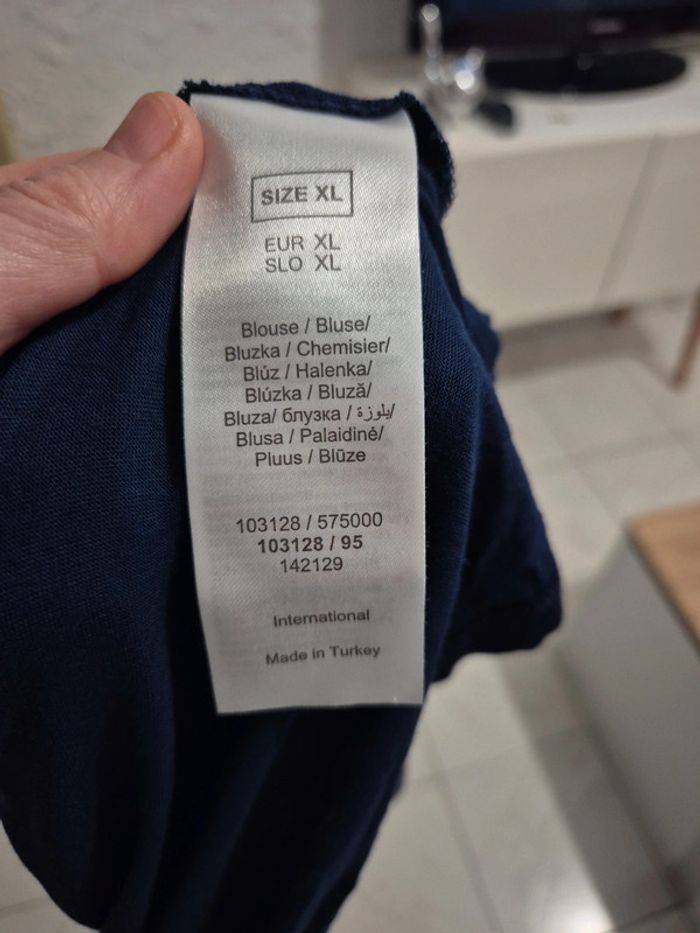 SIZE XL
EUR XL
SLO XL
Blouse / Bluse/
Bluzka / Chemisier/
Blúz / Halenka/
Blúzka / Bluză/
Bluza/ блузка / بلوزة/
Blusa / Palaidinė/
Pluus / Blūze
103128 / 575000
103128 / 95
142129
International
Made in Turkey